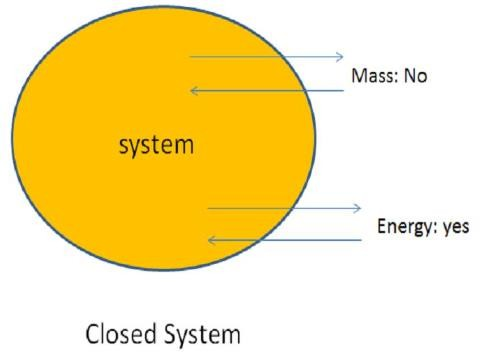 Mass: No
system
Energy: yes
Closed System